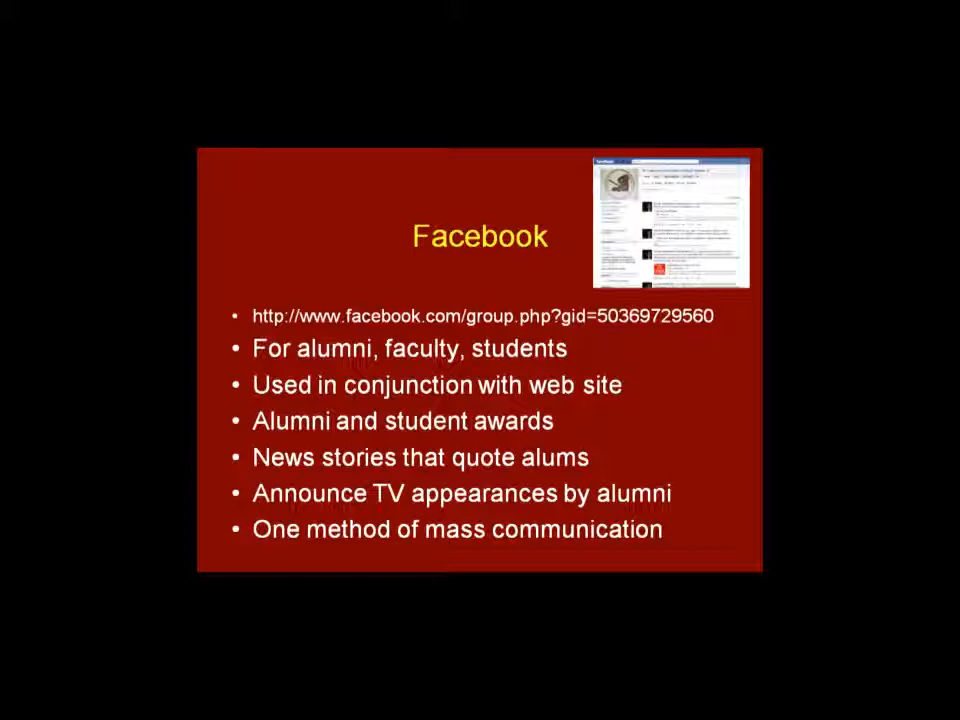 Facebook
• http://www.facebook.com/group.php?gid=50369729560
• For alumni, faculty, students
• Used in conjunction with web site
• Alumni and student awards
• News stories that quote alums
• Announce TV appearances by alumni
• One method of mass communication